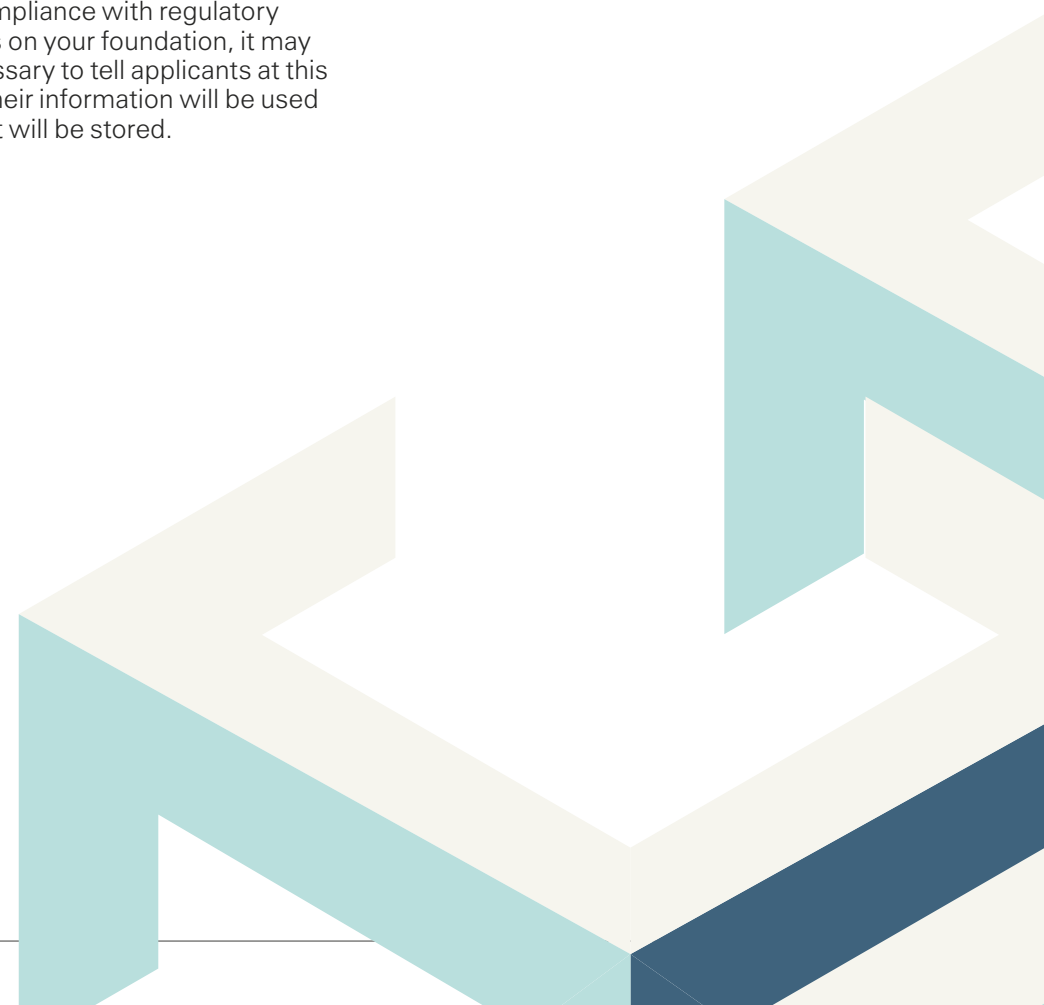 mpliance with regulatory
s on your foundation, it may
ssary to tell applicants at this
heir information will be used
t will be stored.